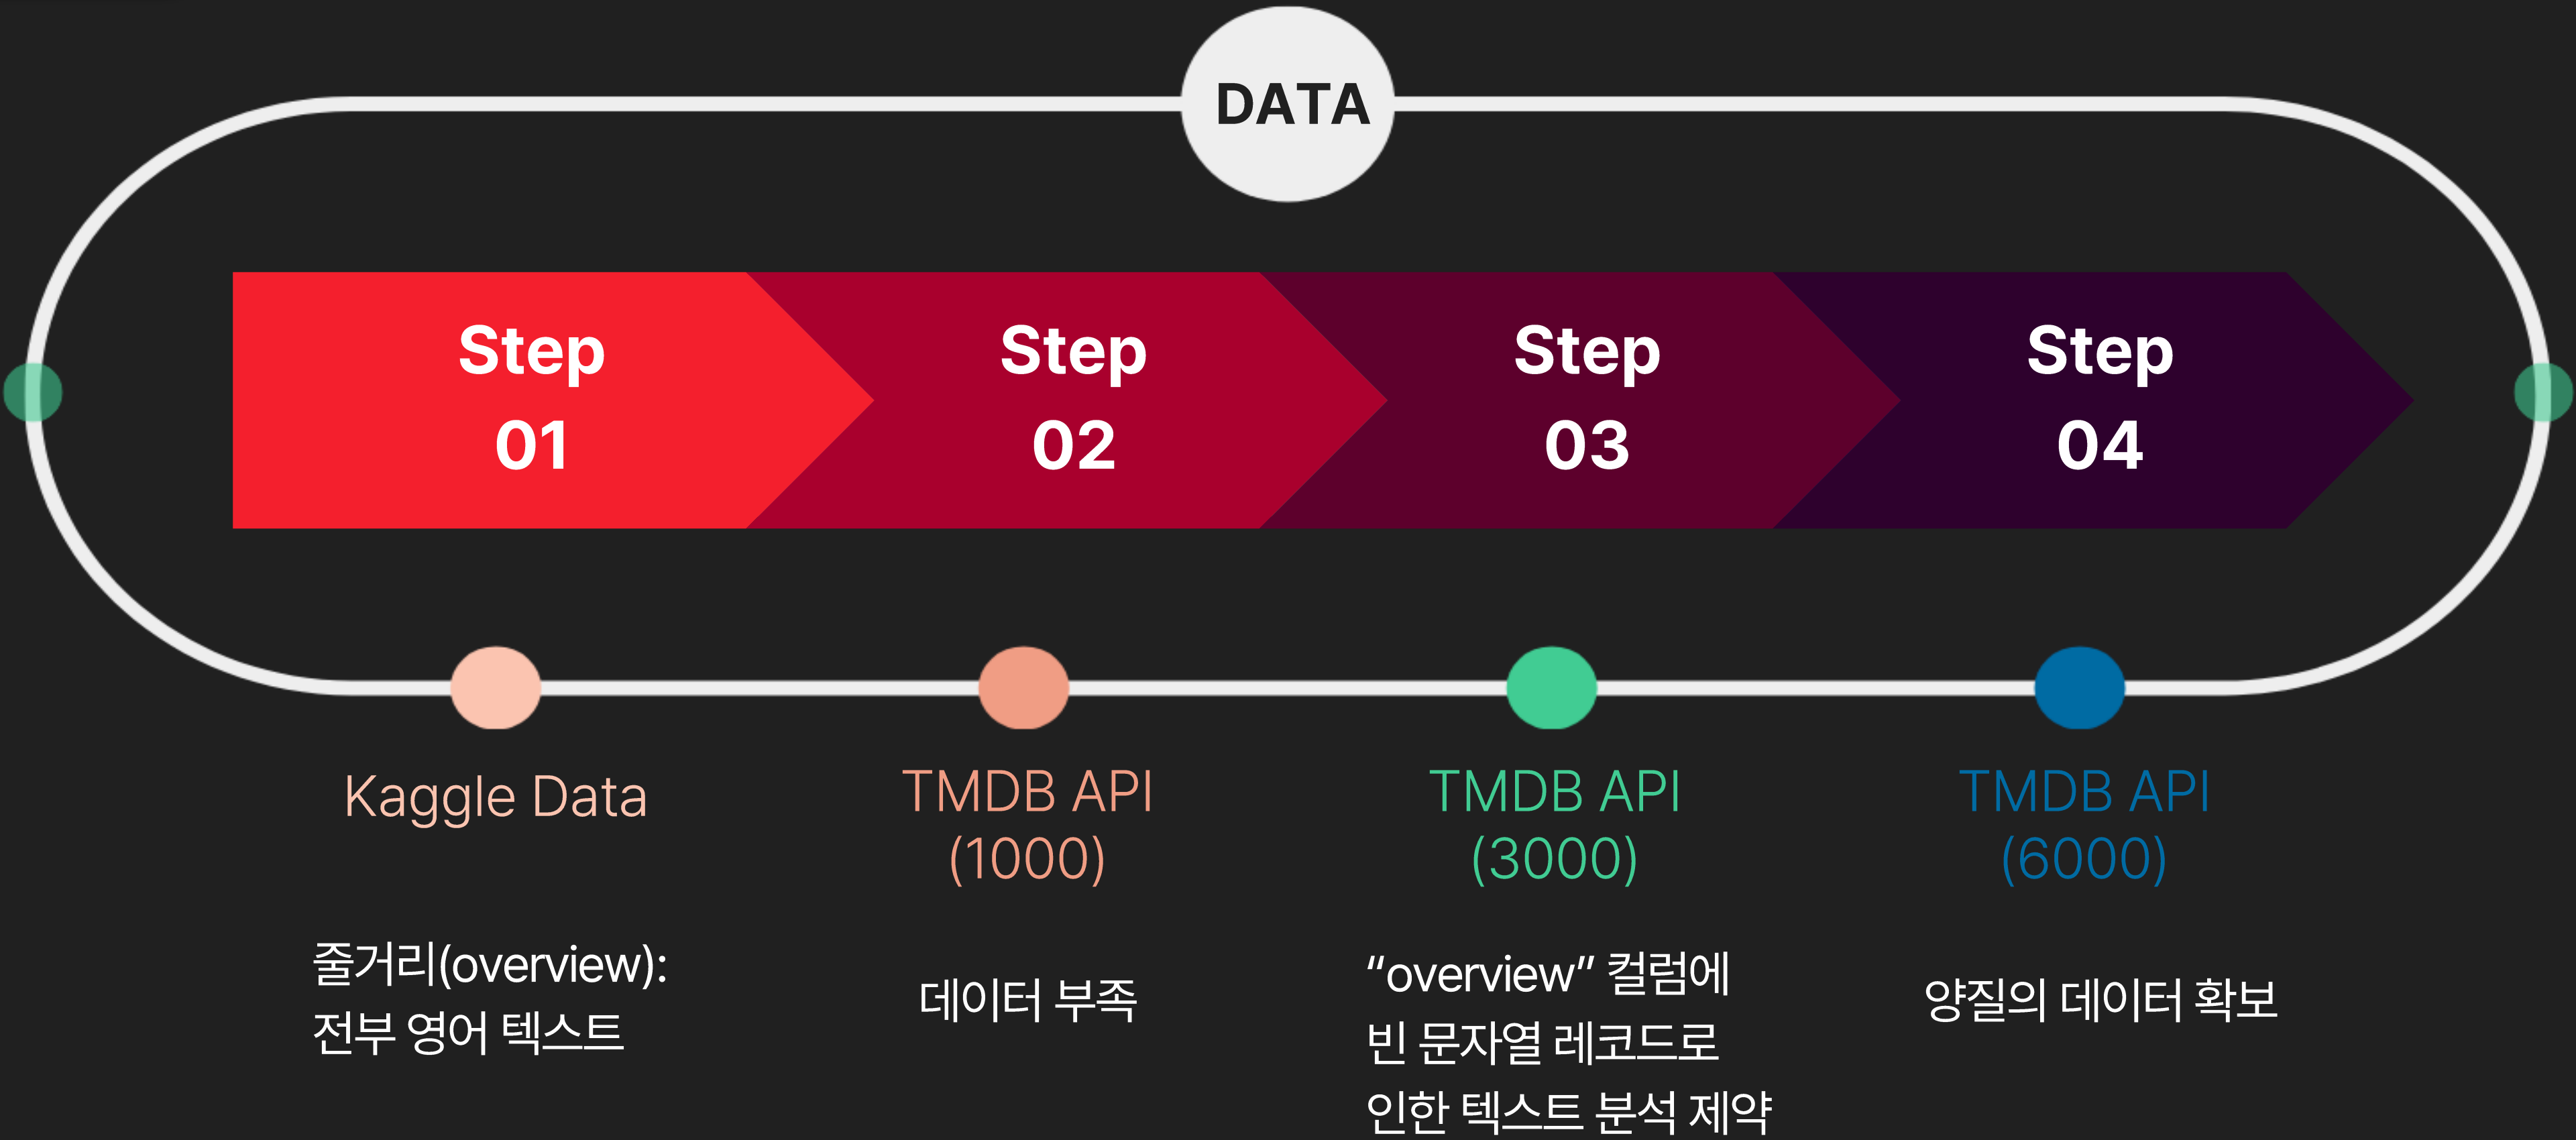 DATA
Step
01
Step
02
Step
03
Step
04
Kaggle Data
줄거리(overview):
전부 영어 텍스트
TMDB API
(1000)
데이터 부족
TMDB API
(3000)
“overview” 컬럼에
빈 문자열 레코드로
인한 텍스트 분석 제약
TMDB API
(6000)
양질의 데이터 확보